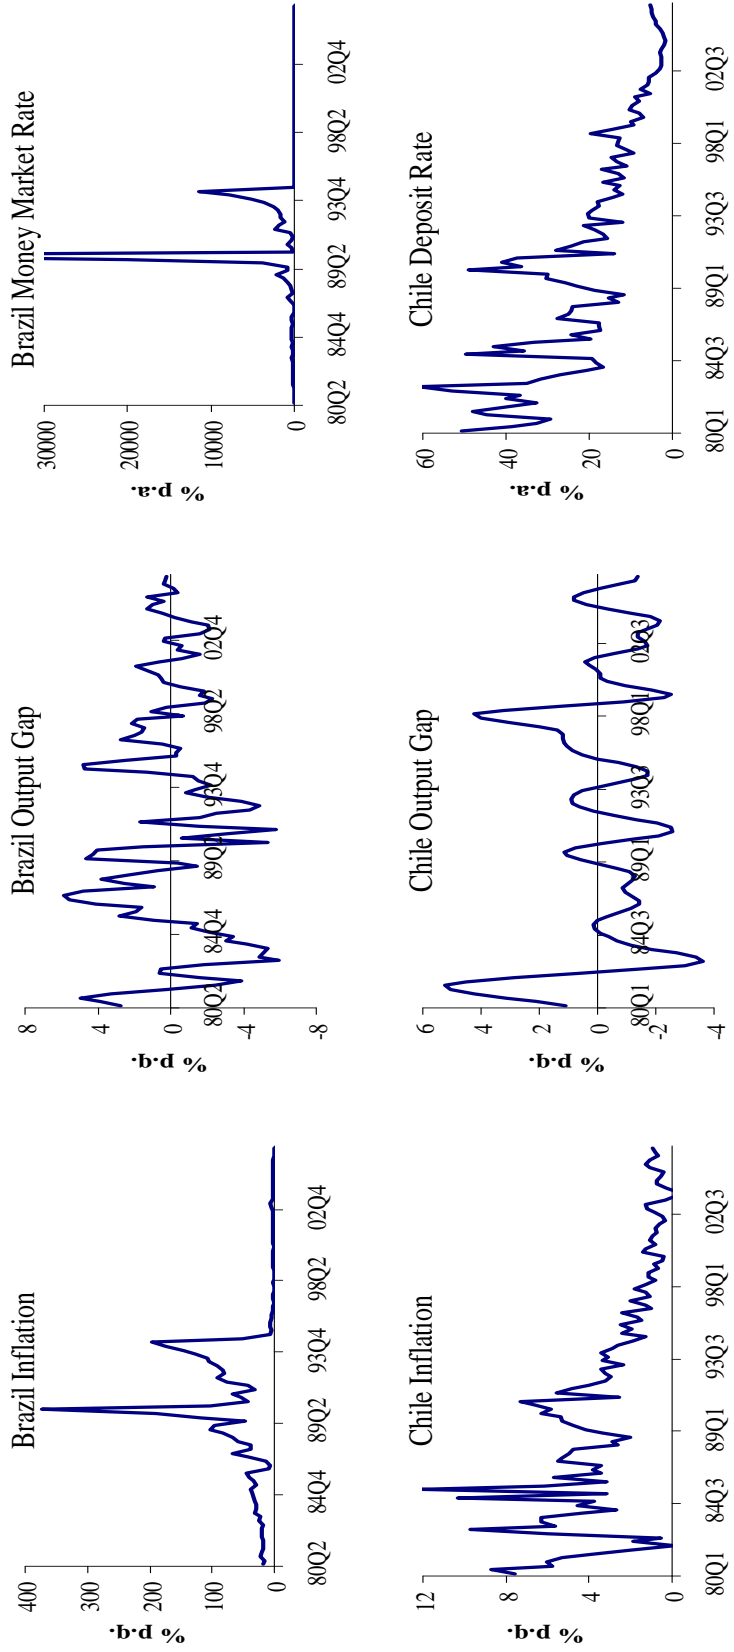 Brazil Inflation
400
300
200
100
0
% p.q.
80Q2 84Q4 89Q2 93Q4 98Q2 02Q4
Brazil Output Gap
8
4
0
-4
-8
% p.q.
80Q2 84Q4 89Q2 93Q4 98Q2 02Q4
Brazil Money Market Rate
30000
20000
10000
0
% p.a.
80Q2 84Q4 89Q2 93Q4 98Q2 02Q4
Chile Inflation
12
8
4
0
% p.q.
80Q1 84Q3 89Q1 93Q3 98Q1 02Q3
Chile Output Gap
6
4
2
0
-2
-4
% p.q.
80Q1 84Q3 89Q1 93Q3 98Q1 02Q3
Chile Deposit Rate
60
40
20
0
% p.a.
80Q1 84Q3 89Q1 93Q3 98Q1 02Q3